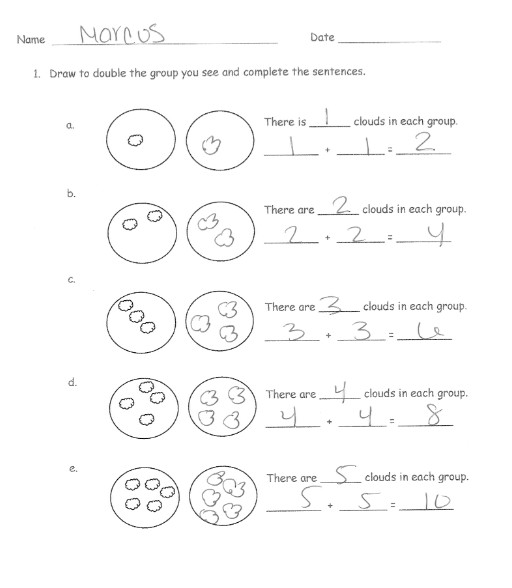 Name Marcus Date
1. Draw to double the group you see and complete the sentences.
a. There is 1 clouds in each group.
1 + 1 = 2
b. There are 2 clouds in each group.
2 + 2 = 4
c. There are 3 clouds in each group.
3 + 3 = 6
d. There are 4 clouds in each group.
4 + 4 = 8
e. There are 5 clouds in each group.
5 + 5 = 10